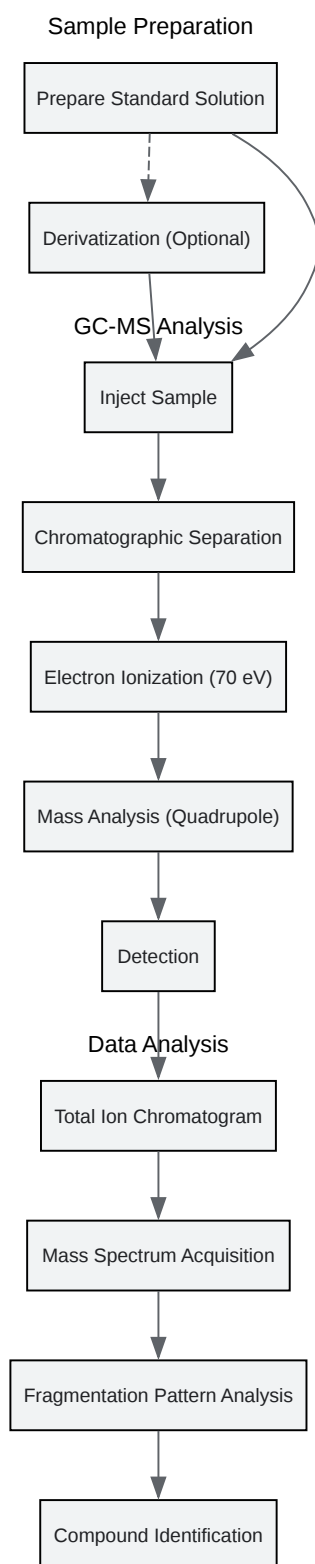 Sample Preparation
Prepare Standard Solution
Derivatization (Optional)
GC-MS Analysis
Inject Sample
Chromatographic Separation
Electron Ionization (70 eV)
Mass Analysis (Quadrupole)
Detection
Data Analysis
Total Ion Chromatogram
Mass Spectrum Acquisition
Fragmentation Pattern Analysis
Compound Identification